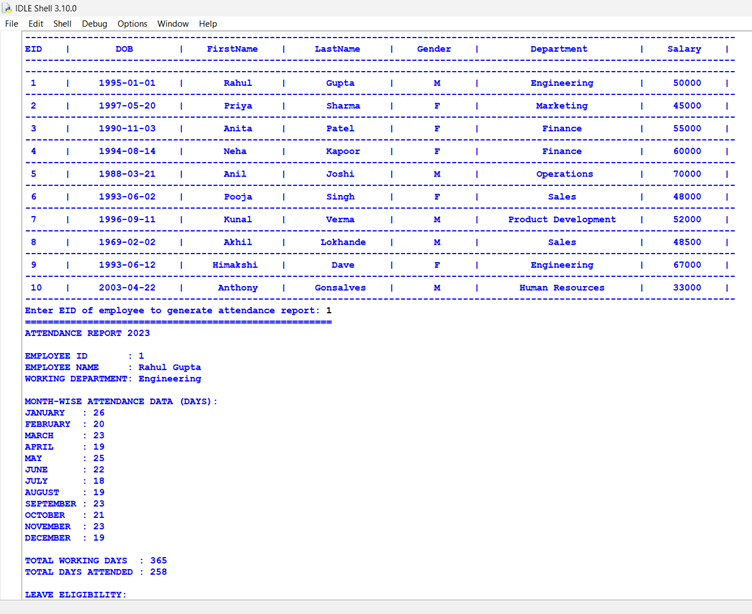 IDLE Shell 3.10.0
File Edit Shell Debug Options Window Help
--------------------------------------------------------------------------------
EID | DOB | FirstName | LastName | Gender | Department | Salary |
--------------------------------------------------------------------------------
--------------------------------------------------------------------------------
1 | 1995-01-01 | Rahul | Gupta | M | Engineering | 50000 |
--------------------------------------------------------------------------------
2 | 1997-05-20 | Priya | Sharma | F | Marketing | 45000 |
--------------------------------------------------------------------------------
3 | 1990-11-03 | Anita | Patel | F | Finance | 55000 |
--------------------------------------------------------------------------------
4 | 1994-08-14 | Neha | Kapoor | F | Finance | 60000 |
--------------------------------------------------------------------------------
5 | 1988-03-21 | Anil | Joshi | M | Operations | 70000 |
--------------------------------------------------------------------------------
6 | 1993-06-02 | Pooja | Singh | F | Sales | 48000 |
--------------------------------------------------------------------------------
7 | 1996-09-11 | Kunal | Verma | M | Product Development | 52000 |
--------------------------------------------------------------------------------
8 | 1969-02-02 | Akhil | Lokhande | M | Sales | 48500 |
--------------------------------------------------------------------------------
9 | 1993-06-12 | Himakshi | Dave | F | Engineering | 67000 |
--------------------------------------------------------------------------------
10 | 2003-04-22 | Anthony | Gonsalves | M | Human Resources | 33000 |
--------------------------------------------------------------------------------
Enter EID of employee to generate attendance report: 1
======================================================
ATTENDANCE REPORT 2023
EMPLOYEE ID : 1
EMPLOYEE NAME : Rahul Gupta
WORKING DEPARTMENT: Engineering
MONTH-WISE ATTENDANCE DATA (DAYS):
JANUARY : 26
FEBRUARY : 20
MARCH : 23
APRIL : 19
MAY : 25
JUNE : 22
JULY : 18
AUGUST : 19
SEPTEMBER : 23
OCTOBER : 21
NOVEMBER : 23
DECEMBER : 19
TOTAL WORKING DAYS : 365
TOTAL DAYS ATTENDED : 258
LEAVE ELIGIBILITY: